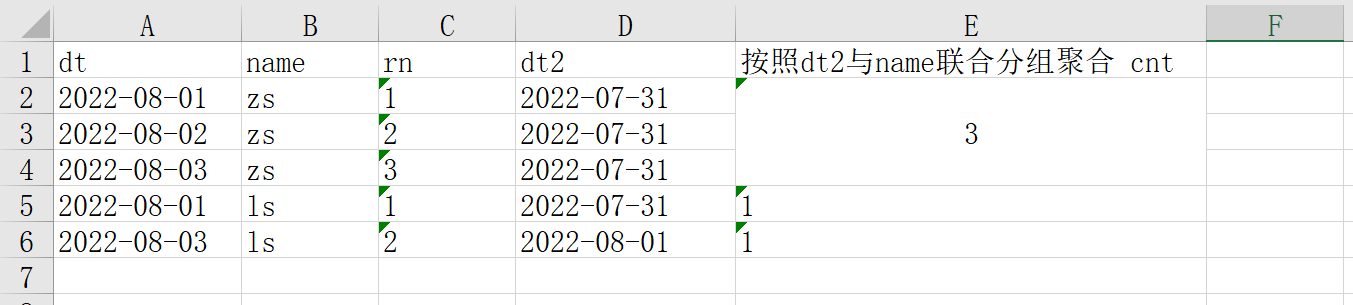 A B C D E F
1 dt name rn dt2 按照dt2与name联合分组聚合 cnt
2 2022-08-01 zs 1 2022-07-31
3 2022-08-02 zs 2 2022-07-31 3
4 2022-08-03 zs 3 2022-07-31
5 2022-08-01 ls 1 2022-07-31 1
6 2022-08-03 ls 2 2022-08-01 1
7